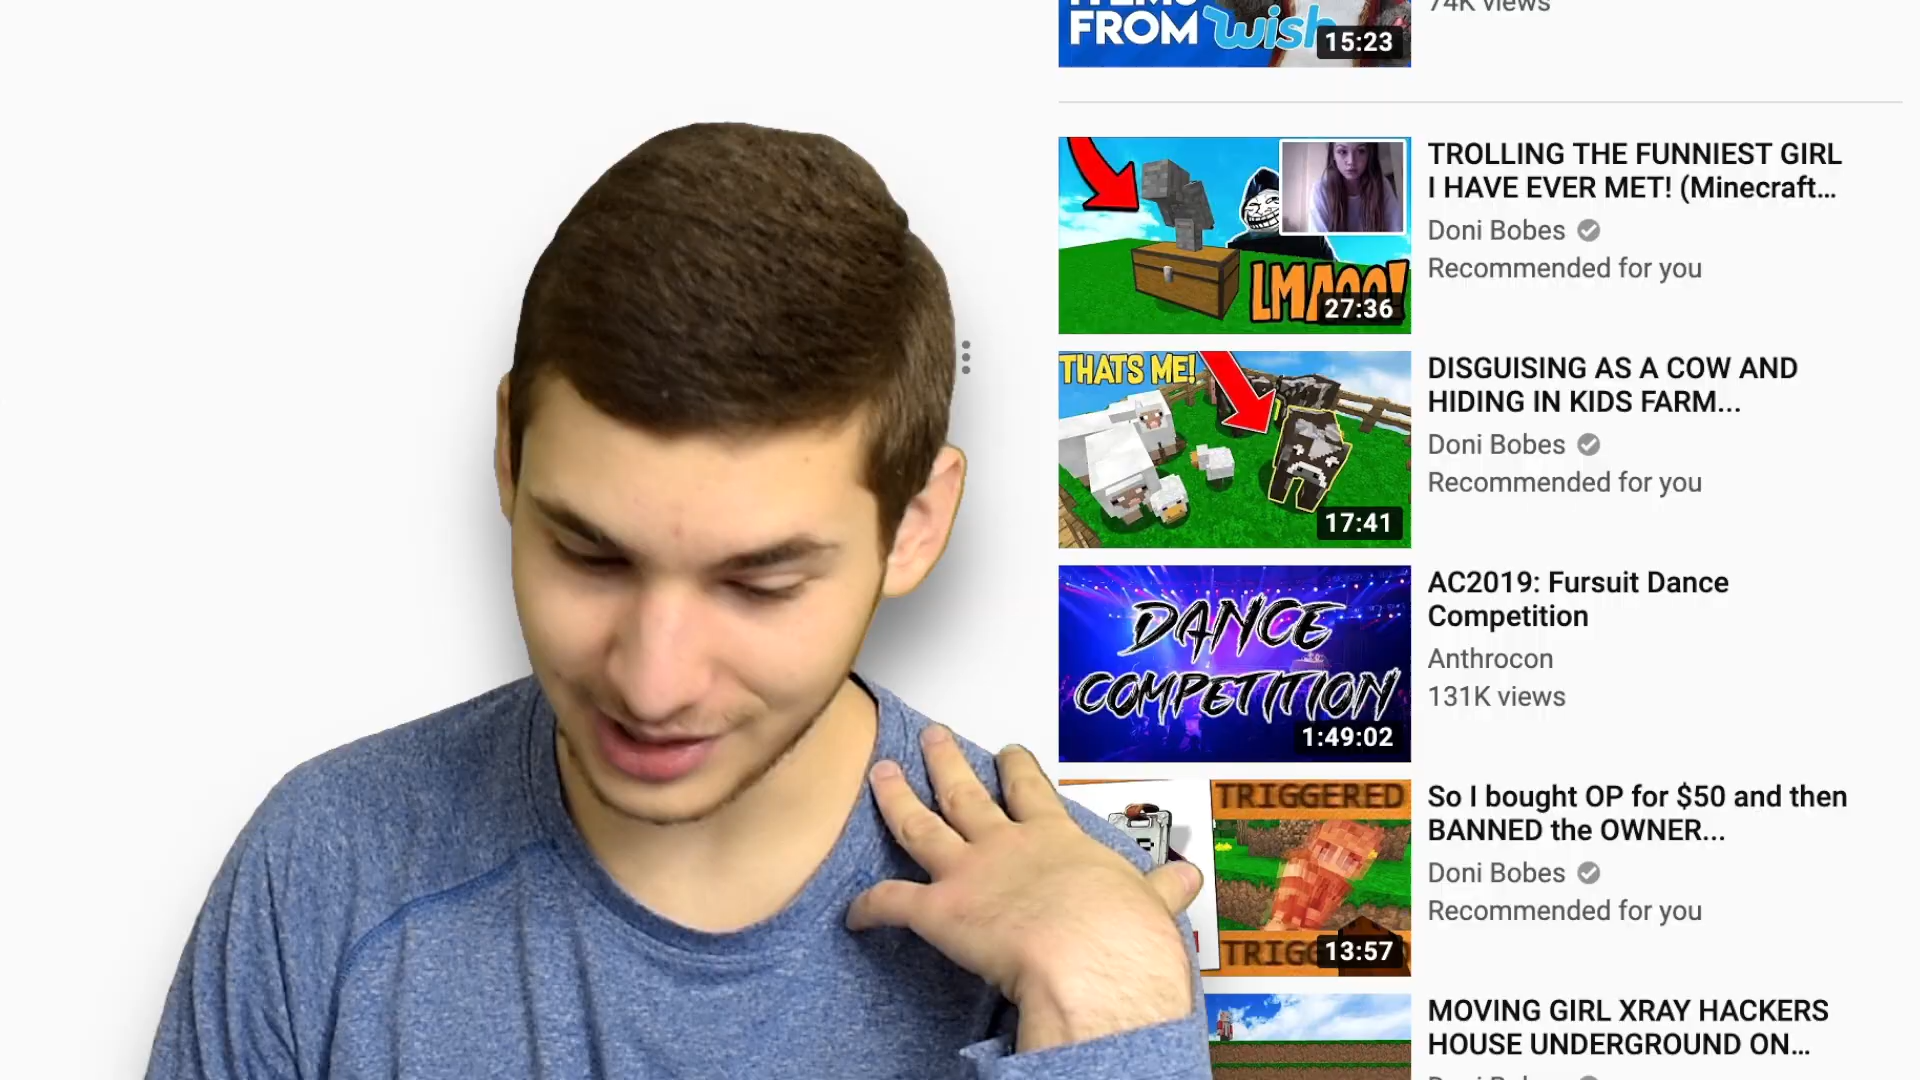 74K views
FROM wish
15:23
TROLLING THE FUNNIEST GIRL
I HAVE EVER MET! (Minecraft...
Doni Bobes
Recommended for you
27:36
THATS ME!
DISGUISING AS A COW AND
HIDING IN KIDS FARM...
Doni Bobes
Recommended for you
17:41
DANCE
COMPETITION
1:49:02
AC2019: Fursuit Dance
Competition
Anthrocon
131K views
TRIGGERED
13:57
So I bought OP for $50 and then
BANNED the OWNER...
Doni Bobes
Recommended for you
MOVING GIRL XRAY HACKERS
HOUSE UNDERGROUND ON...